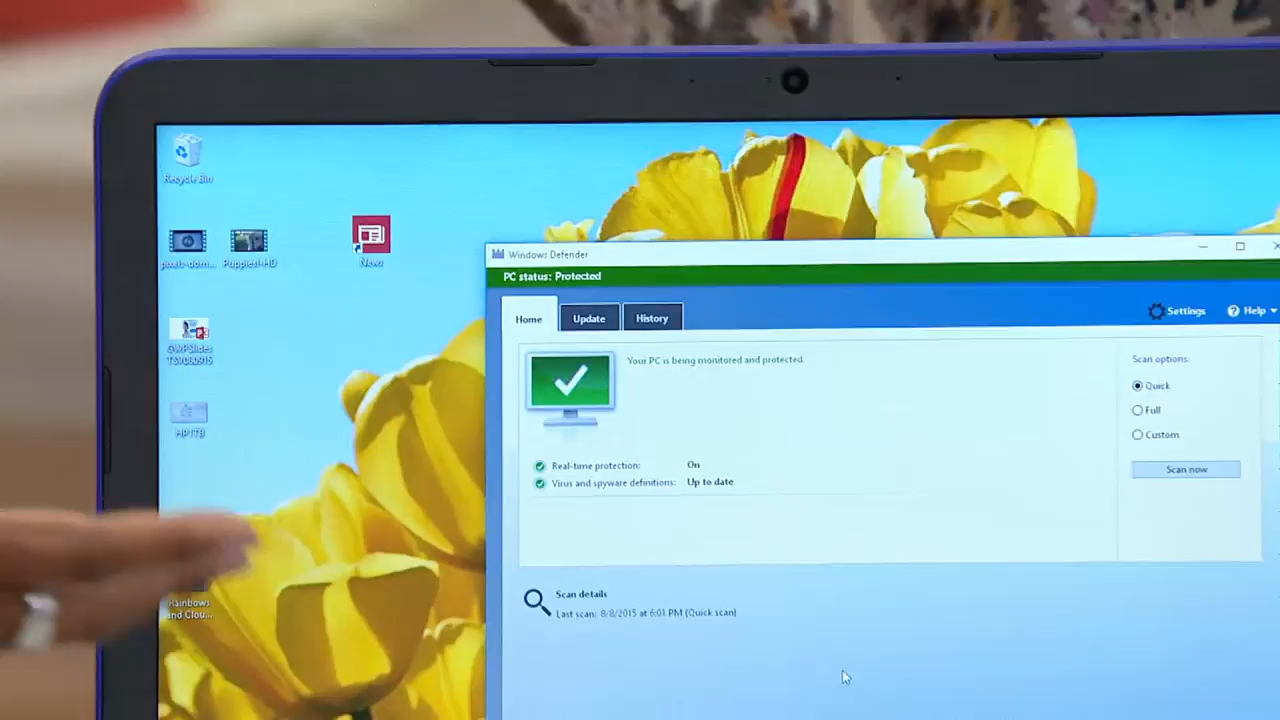 Recycle Bin
Puppies!-HD
News
Windows Defender
PC status: Protected
Home
Update
History
Settings
Help
Your PC is being monitored and protected.
Scan options:
Quick
Full
Custom
Scan now
Real-time protection: On
Virus and spyware definitions: Up to date
GWPSlides
HPTTB
Rainbows
and Clou...
Scan details
Last scan: 8/8/2015 at 6:01 PM (Quick scan)